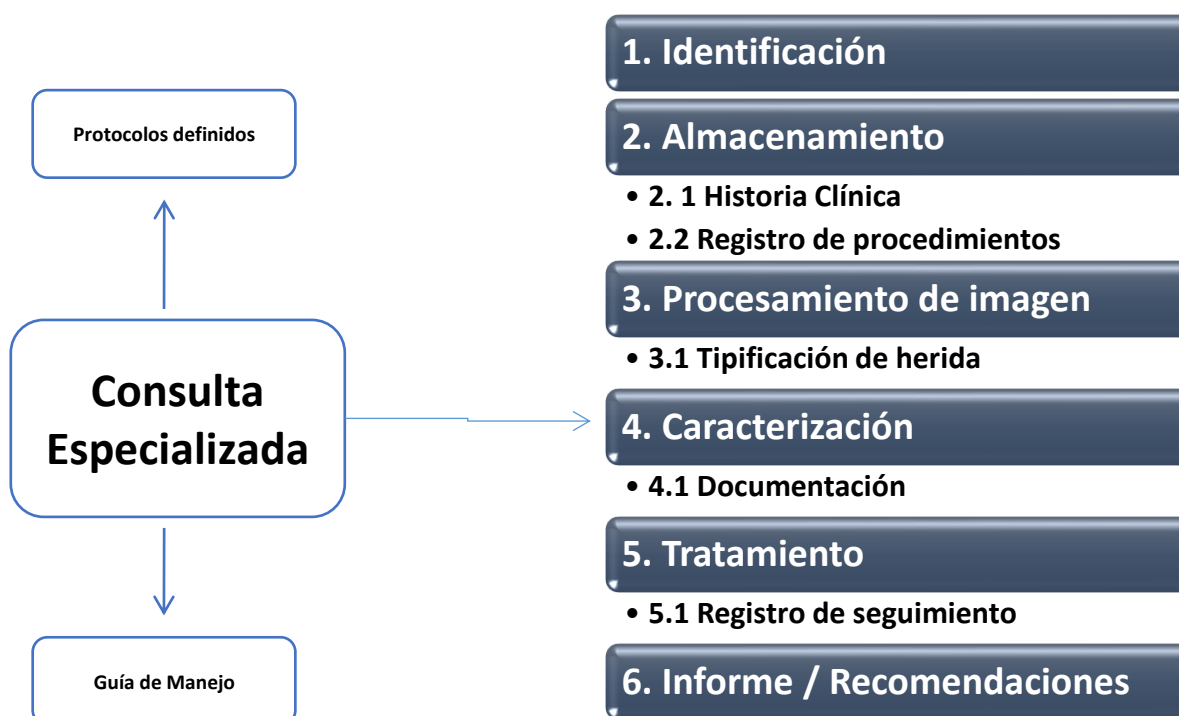 Protocolos definidos
Consulta
Especializada
Guía de Manejo
1. Identificación
2. Almacenamiento
• 2. 1 Historia Clínica
• 2.2 Registro de procedimientos
3. Procesamiento de imagen
• 3.1 Tipificación de herida
4. Caracterización
• 4.1 Documentación
5. Tratamiento
• 5.1 Registro de seguimiento
6. Informe / Recomendaciones